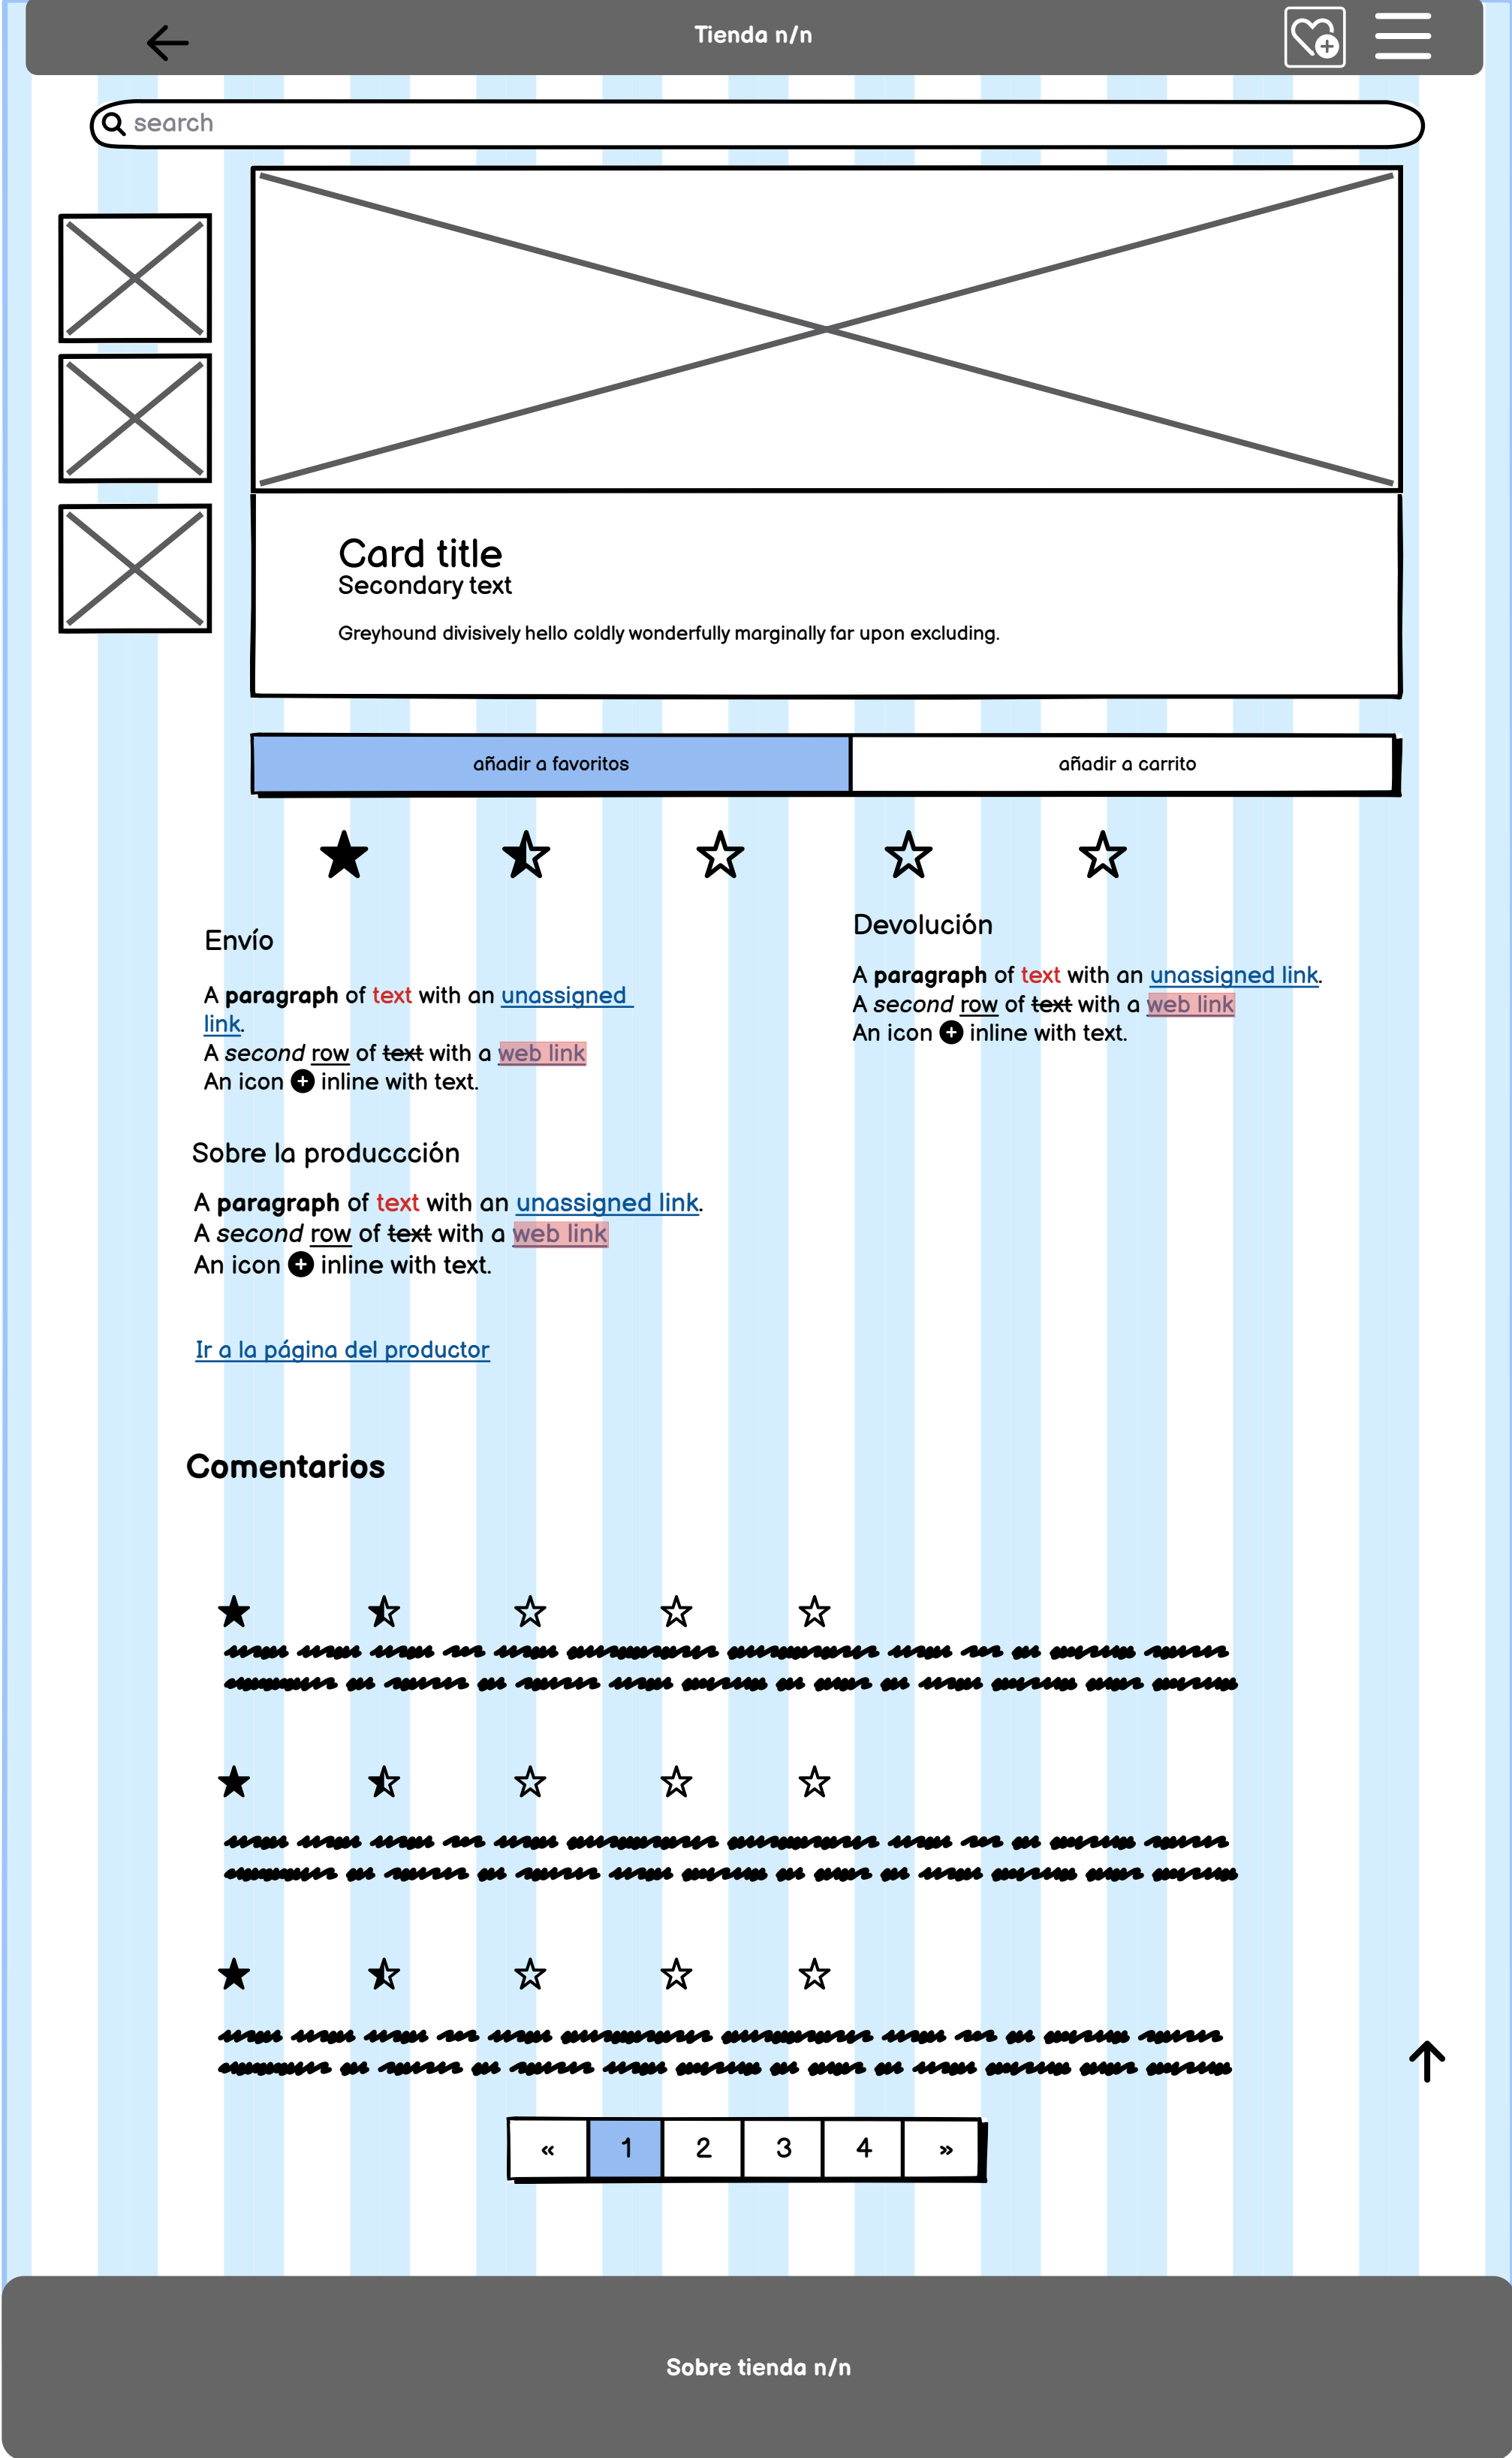 Tienda n/n
search
Card title
Secondary text
Greyhound divisively hello coldly wonderfully marginally far upon excluding.
añadir a favoritos
añadir a carrito
Envío
A paragraph of text with an unassigned
link.
A second row of text with a web link
An icon + inline with text.
Devolución
A paragraph of text with an unassigned link.
A second row of text with a web link
An icon + inline with text.
Sobre la produccción
A paragraph of text with an unassigned link.
A second row of text with a web link
An icon + inline with text.
Ir a la página del productor
Comentarios
« 1 2 3 4 »
Sobre tienda n/n